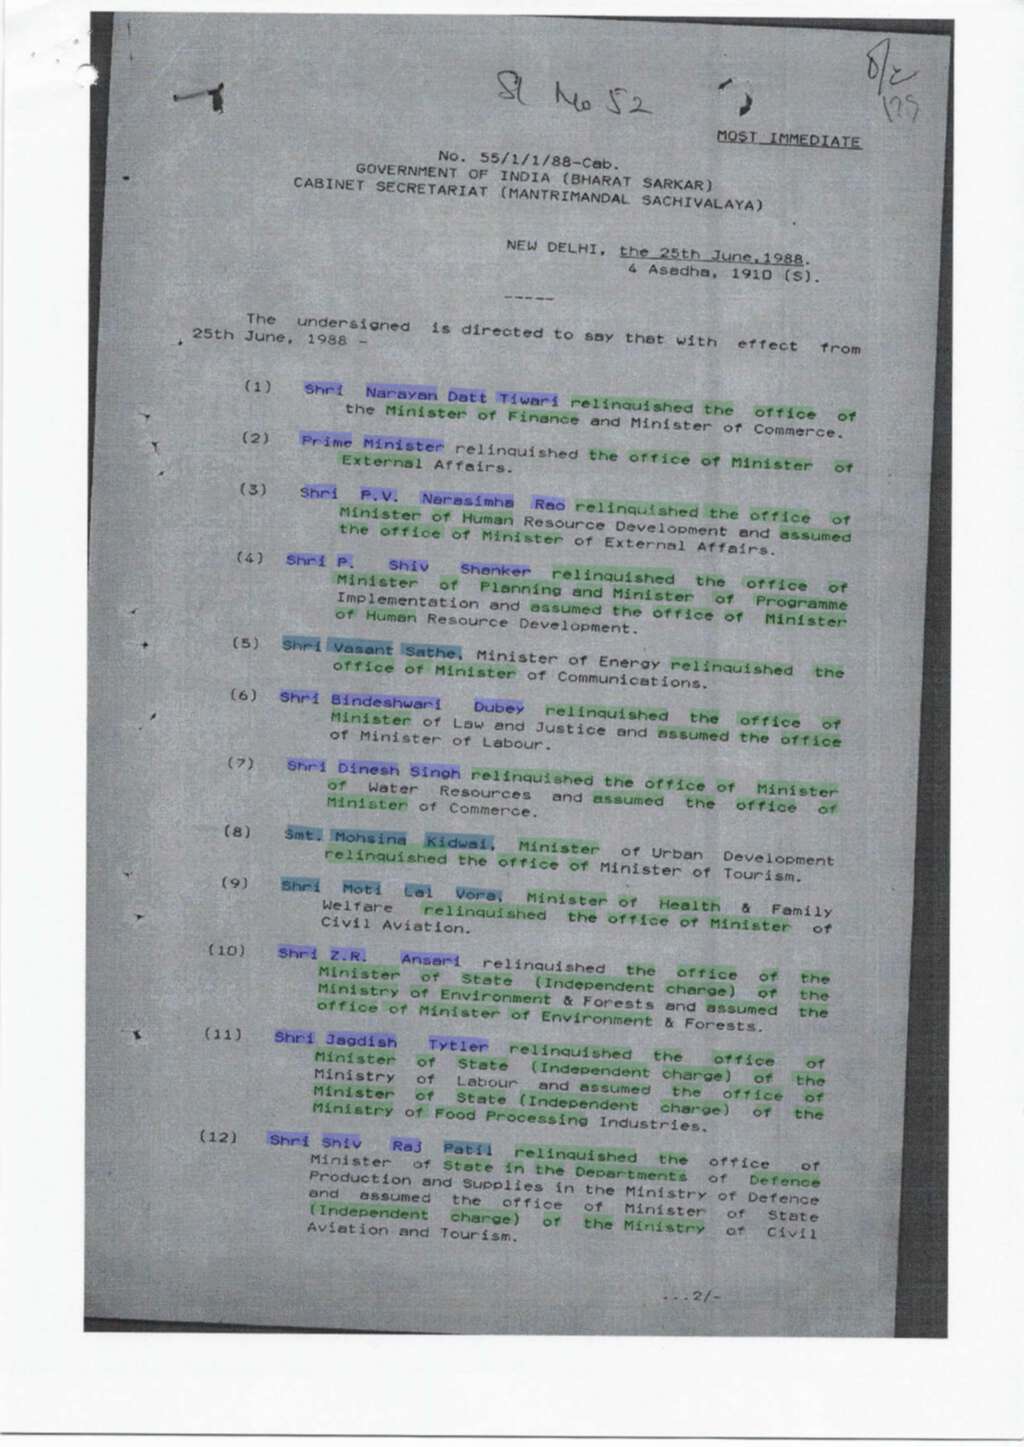 Sl No 52
MOST IMMEDIATE
No. 55/1/1/88-Cab.
GOVERNMENT OF INDIA (BHARAT SARKAR)
CABINET SECRETARIAT (MANTRIMANDAL SACHIVALAYA)
NEW DELHI, the 25th June,1988.
4 Asadha, 1910 (S).
-----
The undersigned is directed to say that with effect from
25th June, 1988 -
(1) Shri Narayan Datt Tiwari relinquished the office of
the Minister of Finance and Minister of Commerce.
(2) Prime Minister relinquished the office of Minister of
External Affairs.
(3) Shri P.V. Narasimha Rao relinquished the office of
Minister of Human Resource Development and assumed
the office of Minister of External Affairs.
(4) Shri P. Shiv Shanker relinquished the office of
Minister of Planning and Minister of Programme
Implementation and assumed the office of Minister
of Human Resource Development.
(5) Shri Vasant Sathe, Minister of Energy relinquished the
office of Minister of Communications.
(6) Shri Bindeshwari Dubey relinquished the office of
Minister of Law and Justice and assumed the office
of Minister of Labour.
(7) Shri Dinesh Singh relinquished the office of Minister
of Water Resources and assumed the office of
Minister of Commerce.
(8) Smt. Mohsina Kidwai, Minister of Urban Development
relinquished the office of Minister of Tourism.
(9) Shri Moti Lal Vora, Minister of Health & Family
Welfare relinquished the office of Minister of
Civil Aviation.
(10) Shri Z.R. Ansari relinquished the office of the
Minister of State (Independent charge) of the
Ministry of Environment & Forests and assumed the
office of Minister of Environment & Forests.
(11) Shri Jagdish Tytler relinquished the office of
Minister of State (Independent charge) of the
Ministry of Labour and assumed the office of
Minister of State (Independent charge) of the
Ministry of Food Processing Industries.
(12) Shri Shiv Raj Patil relinquished the office of
Minister of State in the Departments of Defence
Production and Supplies in the Ministry of Defence
and assumed the office of Minister of State
(Independent charge) of the Ministry of Civil
Aviation and Tourism.
...2/-